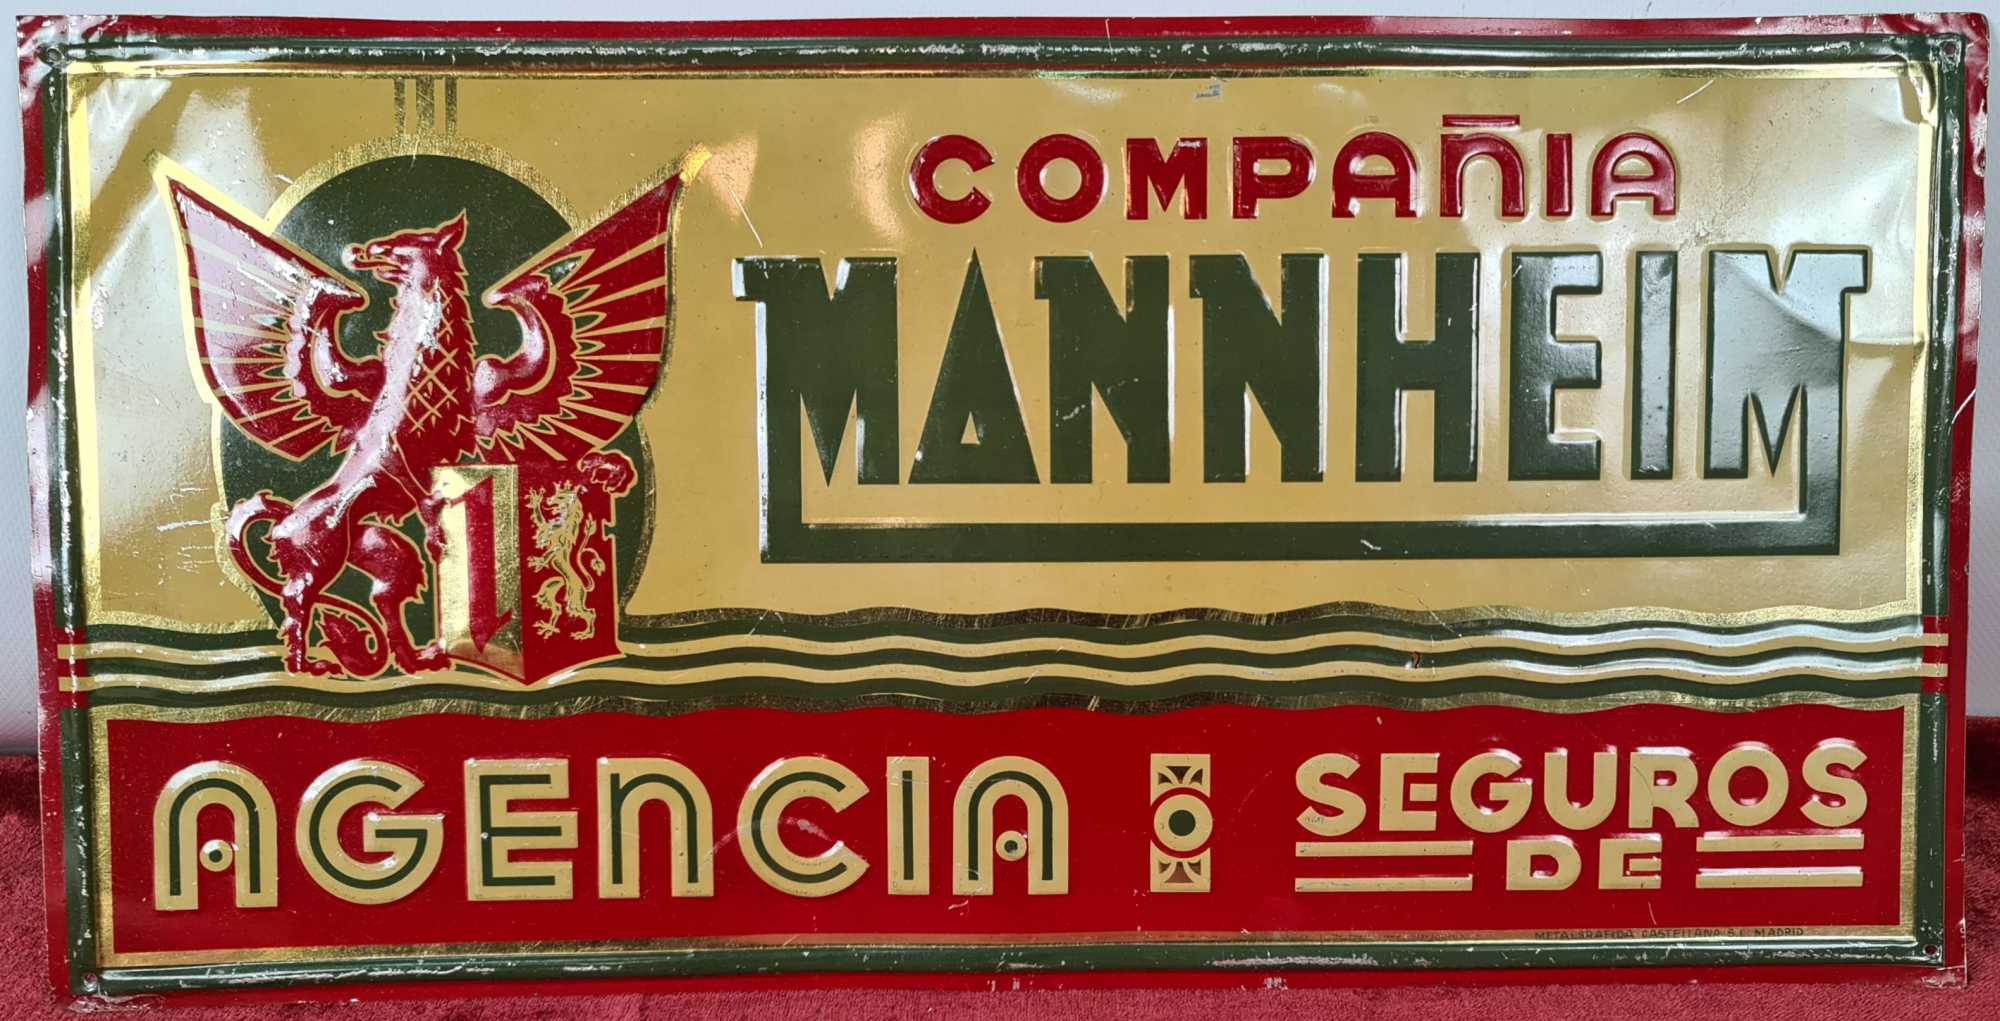 COMPAÑIA
MANNHEIM
AGENCIA
SEGUROS
DE
METALGRAFICA CASTELLANA S.L. MADRID